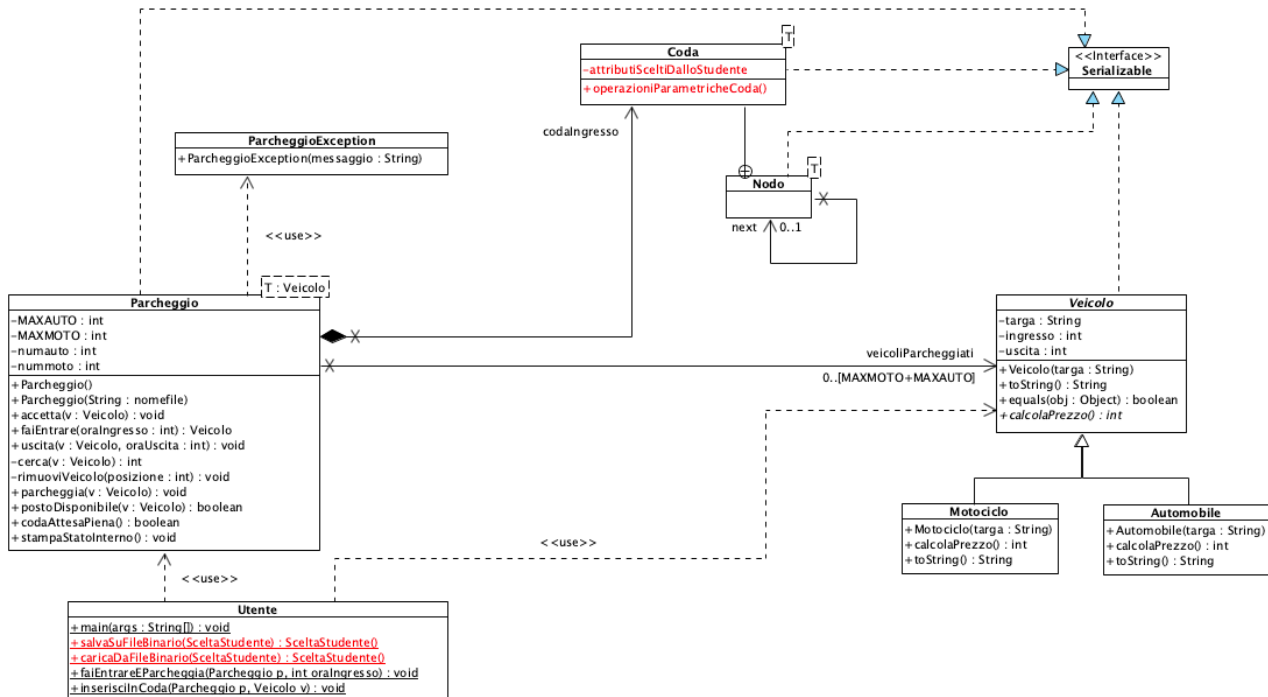 T
Coda
-attributiSceltiDalloStudente
+operazioniParametricheCoda()
<<Interface>>
Serializable
codaIngresso
ParcheggioException
+ParcheggioException(messaggio : String)
T
Nodo
next
0..1
<<use>>
T : Veicolo
Parcheggio
-MAXAUTO : int
-MAXMOTO : int
-numauto : int
-nummoto : int
+Parcheggio()
+Parcheggio(String : nomefile)
+accetta(v : Veicolo) : void
+faiEntrare(oraIngresso : int) : Veicolo
+uscita(v : Veicolo, oraUscita : int) : void
-cerca(v : Veicolo) : int
-rimuoviVeicolo(posizione : int) : void
+parcheggia(v : Veicolo) : void
+postoDisponibile(v : Veicolo) : boolean
+codaAttesaPiena() : boolean
+stampaStatoInterno() : void
veicoliParcheggiati
0..[MAXMOTO+MAXAUTO]
Veicolo
-targa : String
-ingresso : int
-uscita : int
+Veicolo(targa : String)
+toString() : String
+equals(obj : Object) : boolean
+calcolaPrezzo() : int
Motociclo
+Motociclo(targa : String)
+calcolaPrezzo() : int
+toString() : String
Automobile
+Automobile(targa : String)
+calcolaPrezzo() : int
+toString() : String
<<use>>
<<use>>
Utente
+main(args : String[]) : void
+salvaSuFileBinario(SceltaStudente) : SceltaStudente()
+caricaDaFileBinario(SceltaStudente) : SceltaStudente()
+faiEntrareEParcheggia(Parcheggio p, int oraIngresso) : void
+inserisciInCoda(Parcheggio p, Veicolo v) : void